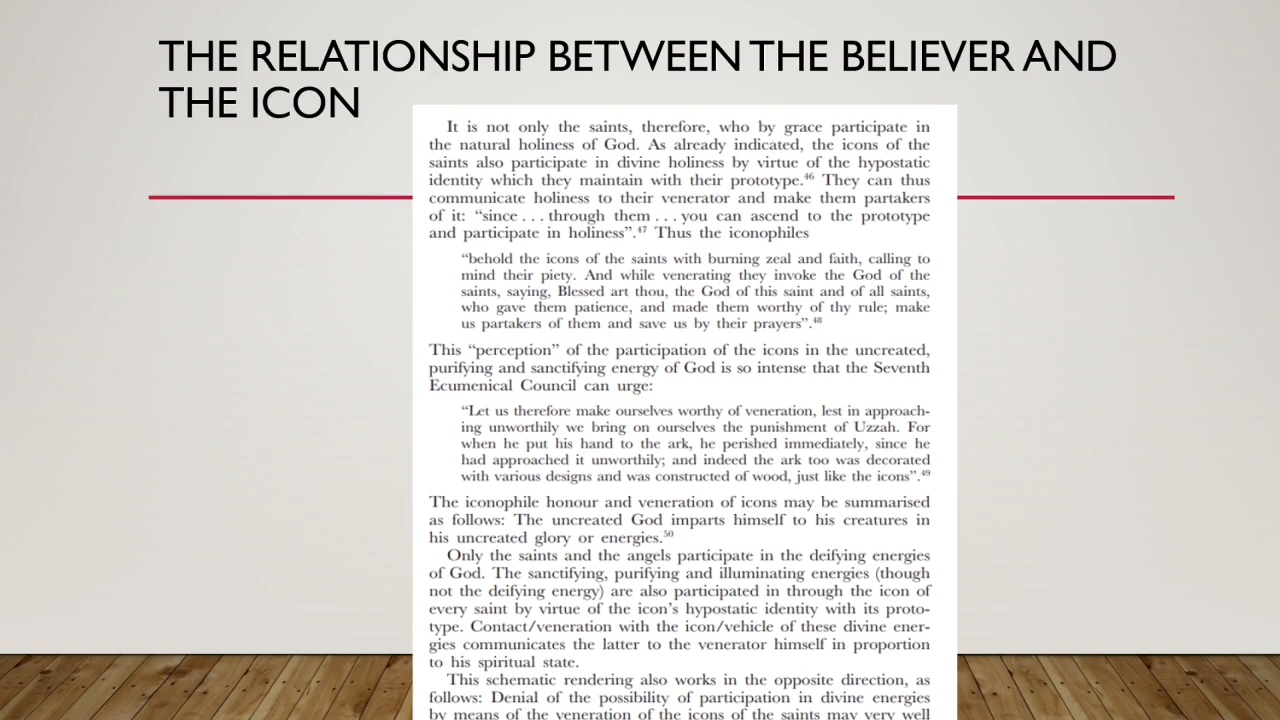 THE RELATIONSHIP BETWEEN THE BELIEVER AND
THE ICON
It is not only the saints, therefore, who by grace participate in
the natural holiness of God. As already indicated, the icons of the
saints also participate in divine holiness by virtue of the hypostatic
identity which they maintain with their prototype.⁴⁶ They can thus
communicate holiness to their venerator and make them partakers
of it: “since . . . through them . . . you can ascend to the prototype
and participate in holiness”.⁴⁷ Thus the iconophiles
“behold the icons of the saints with burning zeal and faith, calling to
mind their piety. And while venerating they invoke the God of the
saints, saying, Blessed art thou, the God of this saint and of all saints,
who gave them patience, and made them worthy of thy rule; make
us partakers of them and save us by their prayers”.⁴⁸
This “perception” of the participation of the icons in the uncreated,
purifying and sanctifying energy of God is so intense that the Seventh
Ecumenical Council can urge:
“Let us therefore make ourselves worthy of veneration, lest in approach-
ing unworthily we bring on ourselves the punishment of Uzzah. For
when he put his hand to the ark, he perished immediately, since he
had approached it unworthily; and indeed the ark too was decorated
with various designs and was constructed of wood, just like the icons”.⁴⁹
The iconophile honour and veneration of icons may be summarised
as follows: The uncreated God imparts himself to his creatures in
his uncreated glory or energies.⁵⁰
Only the saints and the angels participate in the deifying energies
of God. The sanctifying, purifying and illuminating energies (though
not the deifying energy) are also participated in through the icon of
every saint by virtue of the icon’s hypostatic identity with its proto-
type. Contact/veneration with the icon/vehicle of these divine ener-
gies communicates the latter to the venerator himself in proportion
to his spiritual state.
This schematic rendering also works in the opposite direction, as
follows: Denial of the possibility of participation in divine energies
by means of the veneration of the icons of the saints may very well